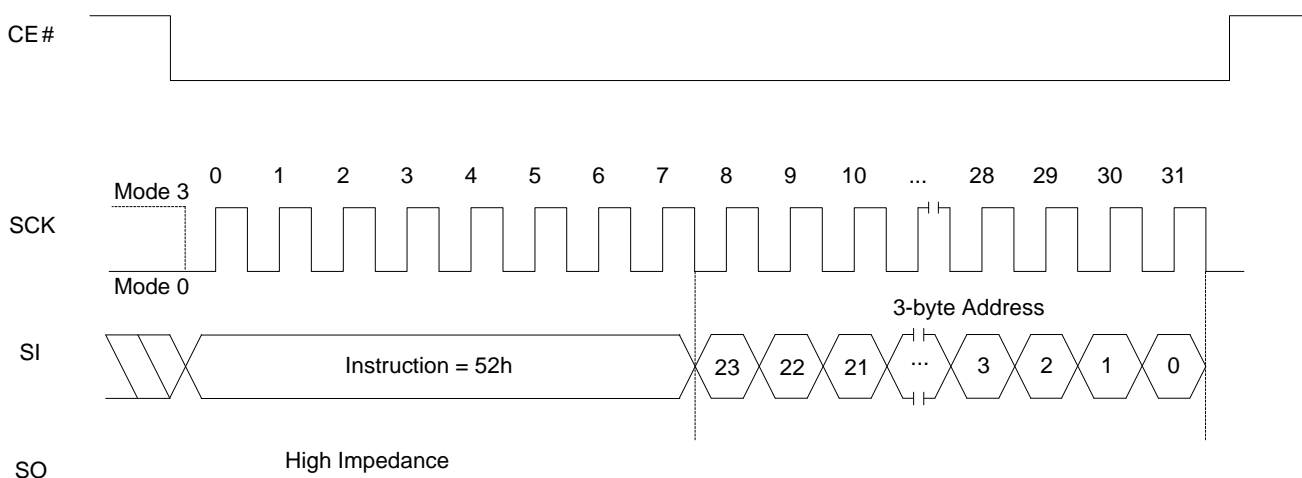 CE#
0 1 2 3 4 5 6 7 8 9 10 ... 28 29 30 31
Mode 3
SCK
Mode 0
3-byte Address
SI
Instruction = 52h 23 22 21 ... 3 2 1 0
High Impedance
SO